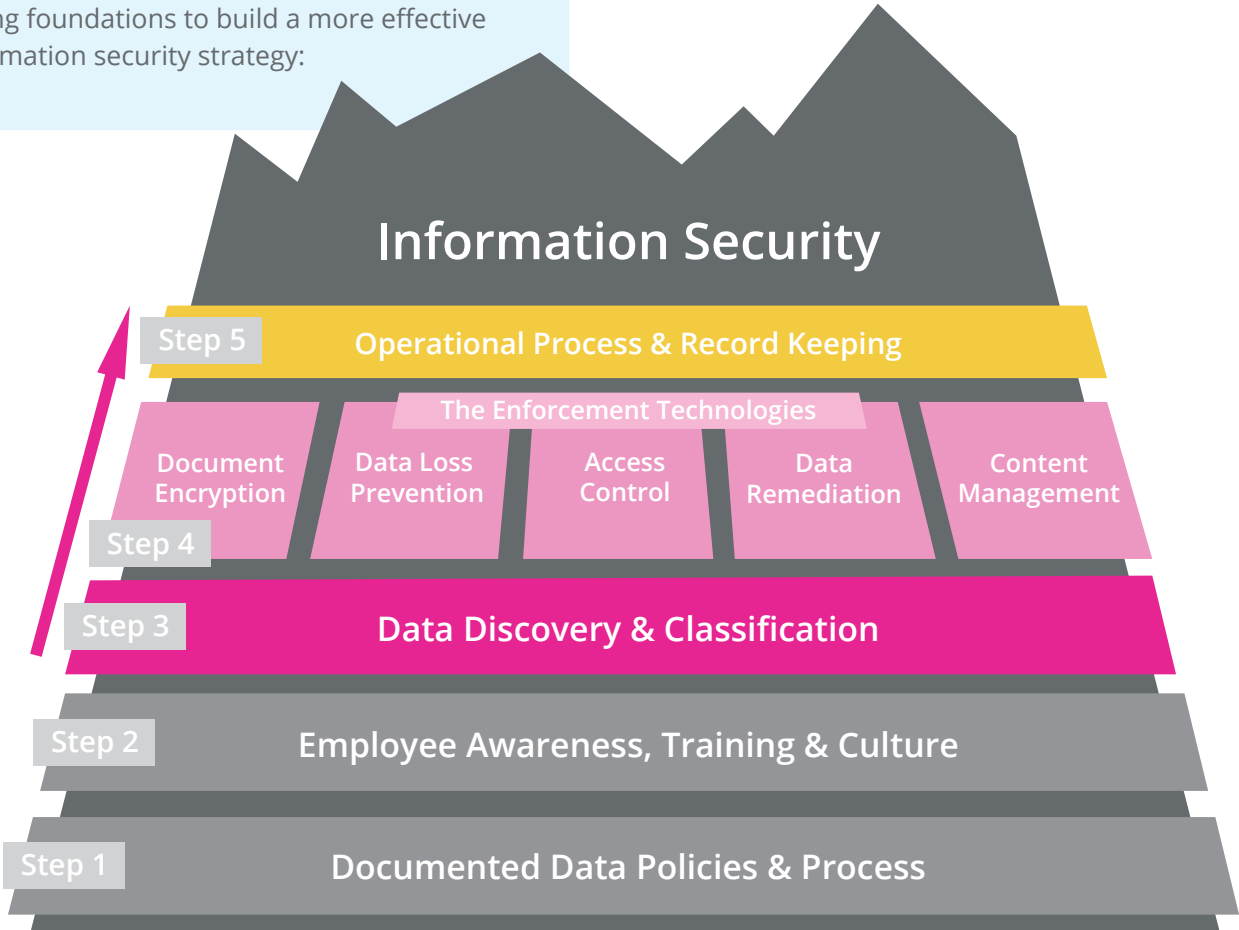 foundations to build a more effective
security strategy:
Information Security
Step 5
Operational Process & Record Keeping
The Enforcement Technologies
Document
Encryption
Data Loss
Prevention
Access
Control
Data
Remediation
Content
Management
Step 4
Step 3
Data Discovery & Classification
Step 2
Employee Awareness, Training & Culture
Step 1
Documented Data Policies & Process